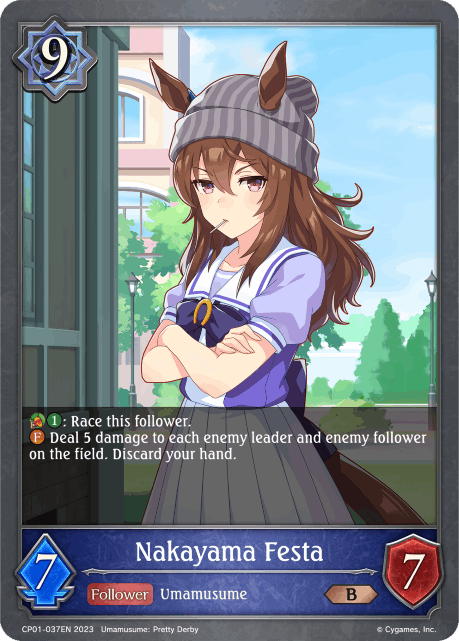 9
1 : Race this follower.
F Deal 5 damage to each enemy leader and enemy follower
on the field. Discard your hand.
Nakayama Festa
7
Follower Umamusume
B
7
CP01-037EN 2023 Umamusume: Pretty Derby
© Cygames, Inc.